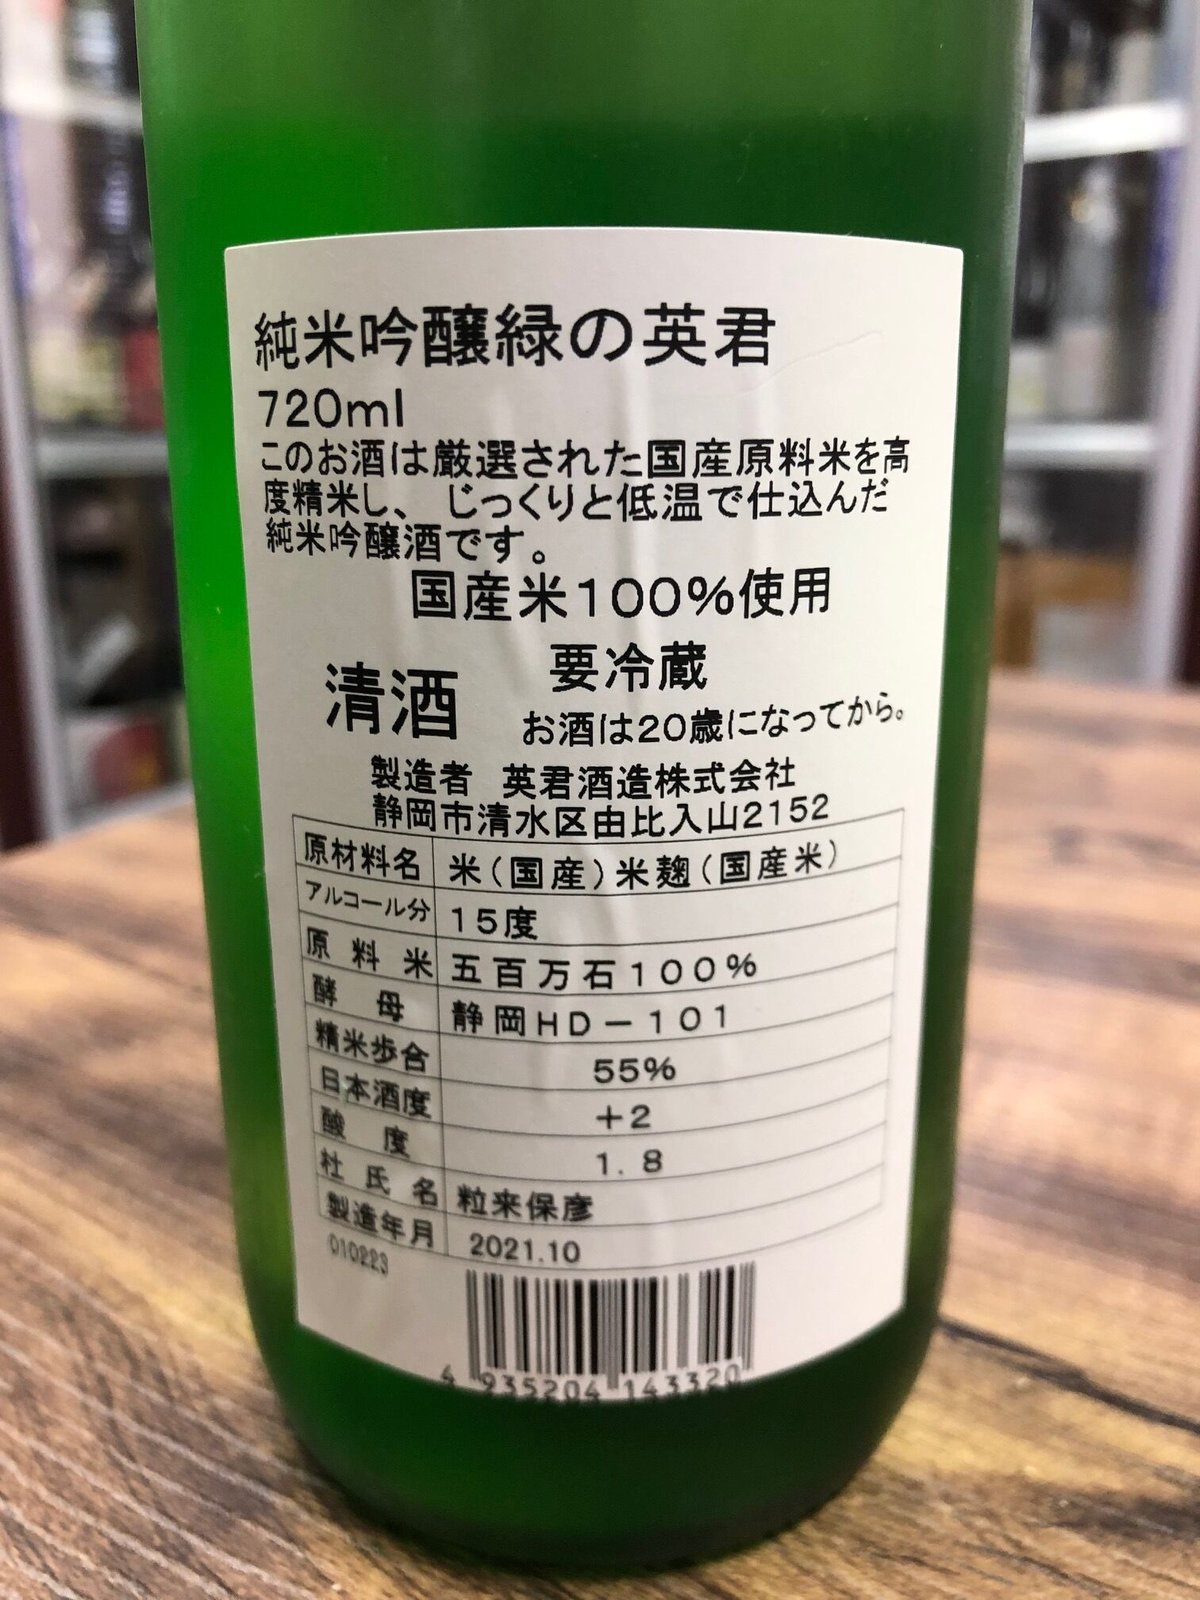 純米吟醸緑の英君
720ml
このお酒は厳選された国産原料米を高
度精米し、じっくりと低温で仕込んだ
純米吟醸酒です。
国産米100%使用
要冷蔵
清酒
お酒は20歳になってから。
製造者 英君酒造株式会社
静岡市清水区由比入山2152
原材料名 米(国産)米麹(国産米)
アルコール分 15度
原料米 五百万石100%
酵母 静岡HD-101
精米歩合 55%
日本酒度 +2
酸度 1.8
杜氏名 粒来保彦
製造年月 2021.10
010223
4 935204 143320